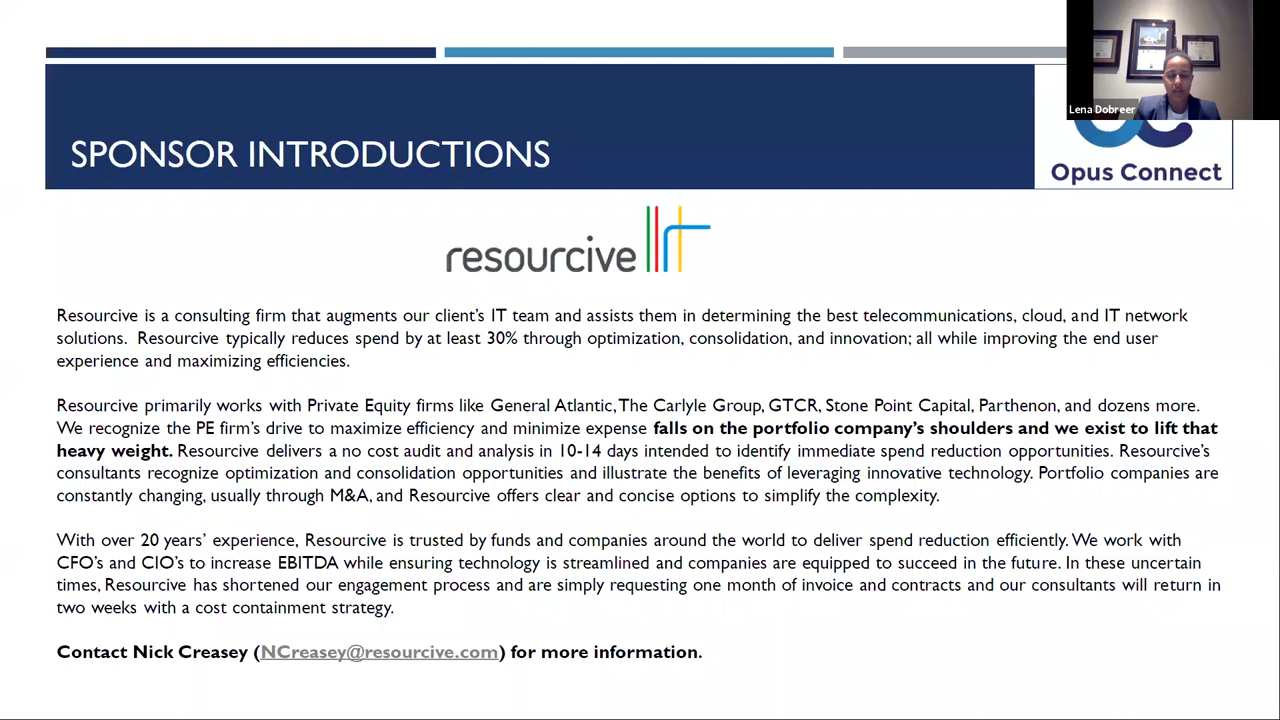 Lena Dobreer
SPONSOR INTRODUCTIONS
Opus Connect
resourcive
Resourcive is a consulting firm that augments our client's IT team and assists them in determining the best telecommunications, cloud, and IT network
solutions. Resourcive typically reduces spend by at least 30% through optimization, consolidation, and innovation; all while improving the end user
experience and maximizing efficiencies.
Resourcive primarily works with Private Equity firms like General Atlantic, The Carlyle Group, GTCR, Stone Point Capital, Parthenon, and dozens more.
We recognize the PE firm's drive to maximize efficiency and minimize expense falls on the portfolio company's shoulders and we exist to lift that
heavy weight. Resourcive delivers a no cost audit and analysis in 10-14 days intended to identify immediate spend reduction opportunities. Resourcive's
consultants recognize optimization and consolidation opportunities and illustrate the benefits of leveraging innovative technology. Portfolio companies are
constantly changing, usually through M&A, and Resourcive offers clear and concise options to simplify the complexity.
With over 20 years' experience, Resourcive is trusted by funds and companies around the world to deliver spend reduction efficiently. We work with
CFO's and CIO's to increase EBITDA while ensuring technology is streamlined and companies are equipped to succeed in the future. In these uncertain
times, Resourcive has shortened our engagement process and are simply requesting one month of invoice and contracts and our consultants will return in
two weeks with a cost containment strategy.
Contact Nick Creasey (NCreasey@resourcive.com) for more information.